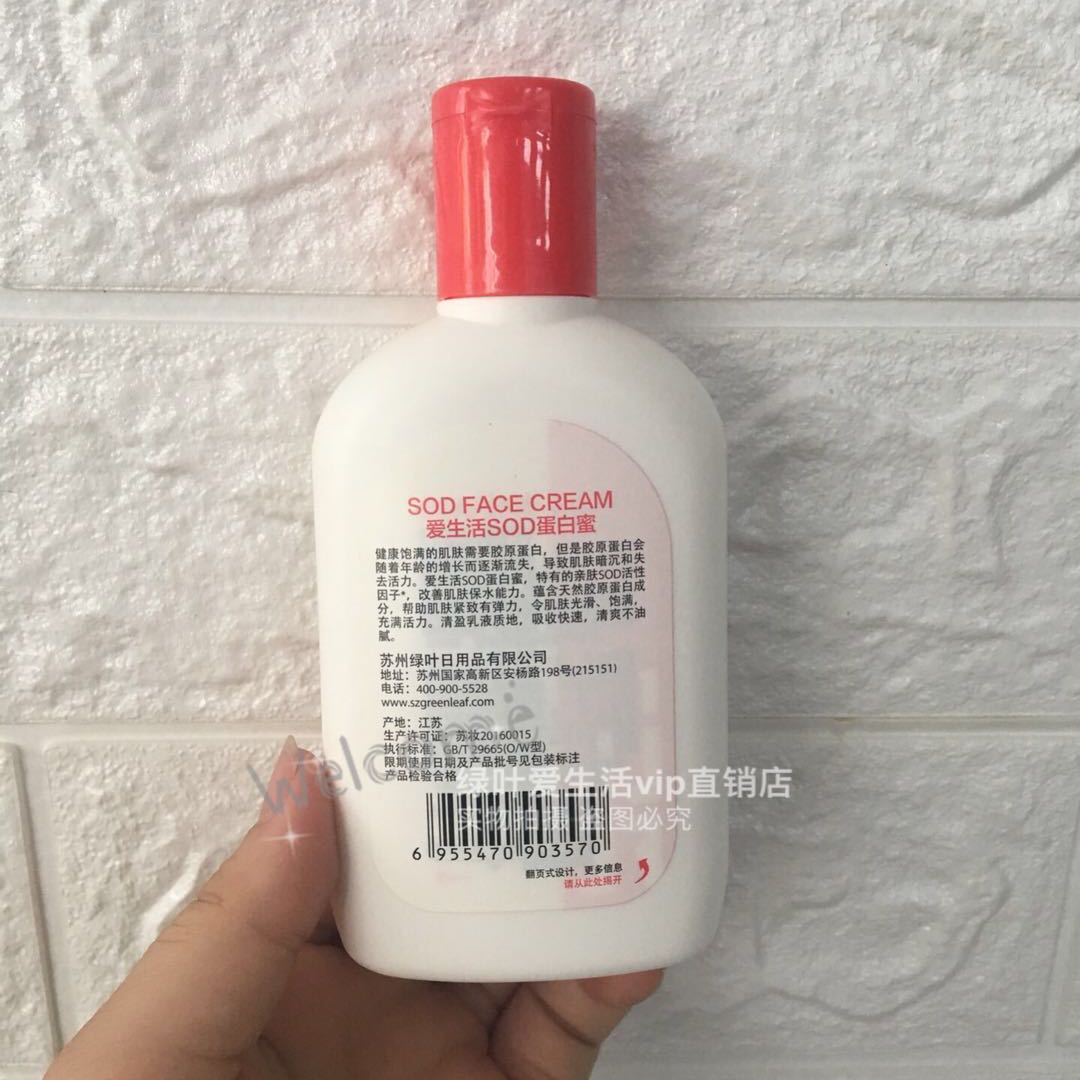 SOD FACE CREAM
爱生活SOD蛋白蜜
健康饱满的肌肤需要胶原蛋白，但是胶原蛋白会
随着年龄的增长而逐渐流失，导致肌肤暗沉和失
去活力。爱生活SOD蛋白蜜，特有的亲肤SOD活性
因子*，改善肌肤保水能力。蕴含天然胶原蛋白成
分，帮助肌肤紧致有弹力，令肌肤光滑、饱满，
充满活力。清盈乳液质地，吸收快速，清爽不油
腻。
苏州绿叶日用品有限公司
地址：苏州国家高新区安杨路198号(215151)
电话：400-900-5528
www.szgreenleaf.com
产地：江苏
生产许可证：苏妆20160015
执行标准：GB/T 29665(O/W型)
限期使用日期及产品批号见包装标注
产品检验合格
Welcome
绿叶爱生活vip直销店
实物拍摄 盗图必究
6 955470 903570
翻页式设计，更多信息
请从此处揭开